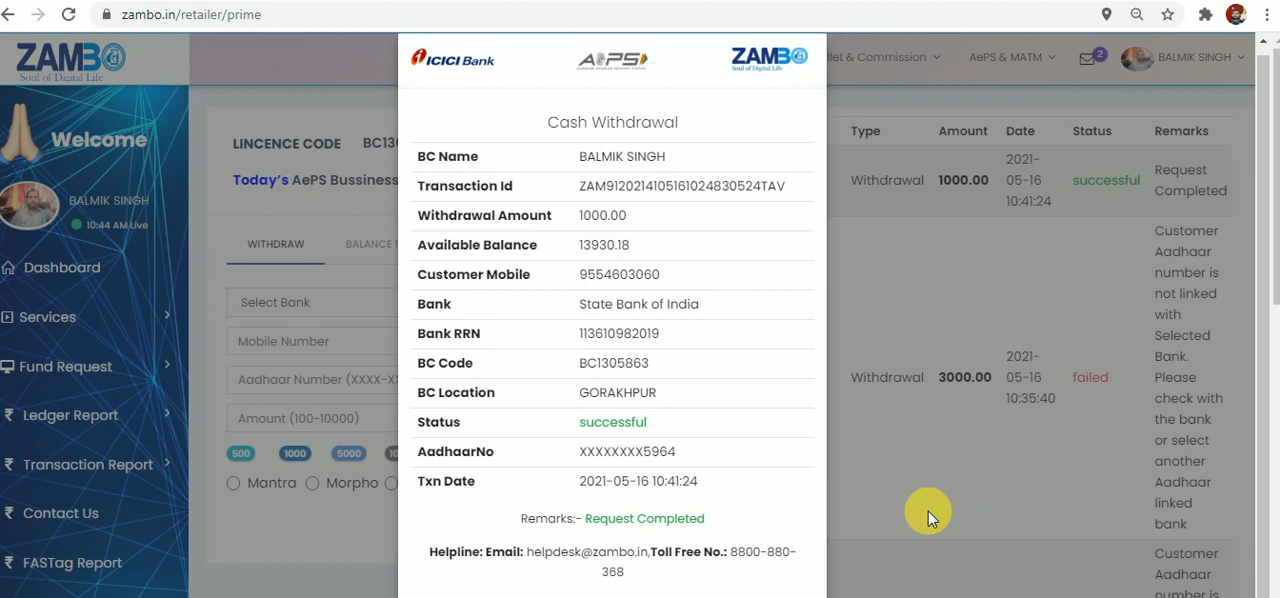 zambo.in/retailer/prime
ZAMBO
Soul of Digital Life
Welcome
BALMIK SINGH
10:44 AM Live
Dashboard
Services
Fund Request
₹ Ledger Report
₹ Transaction Report
₹ Contact Us
₹ FASTag Report
LINCENCE CODE BC13
Today's AePS Bussiness
WITHDRAW BALANCE
Select Bank
Mobile Number
Aadhaar Number (XXXX-XX
Amount (100-10000)
500 1000 5000 10
Mantra Morpho
ICICI Bank
AePS
ZAMBO
Soul of Digital Life
Cash Withdrawal
BC Name BALMIK SINGH
Transaction Id ZAM9120214105161024830524TAV
Withdrawal Amount 1000.00
Available Balance 13930.18
Customer Mobile 9554603060
Bank State Bank of India
Bank RRN 113610982019
BC Code BC1305863
BC Location GORAKHPUR
Status successful
AadhaarNo XXXXXXXX5964
Txn Date 2021-05-16 10:41:24
Remarks:- Request Completed
Helpline: Email: helpdesk@zambo.in,Toll Free No.: 8800-880-
368
llet & Commission AePS & MATM 2 BALMIK SINGH
Type Amount Date Status Remarks
Withdrawal 1000.00 2021-
05-16
10:41:24
successful
Request
Completed
Withdrawal 3000.00 2021-
05-16
10:35:40
failed
Customer
Aadhaar
number is
not linked
with
Selected
Bank.
Please
check with
the bank
or select
another
Aadhaar
linked
bank
Customer
Aadhaar
number is